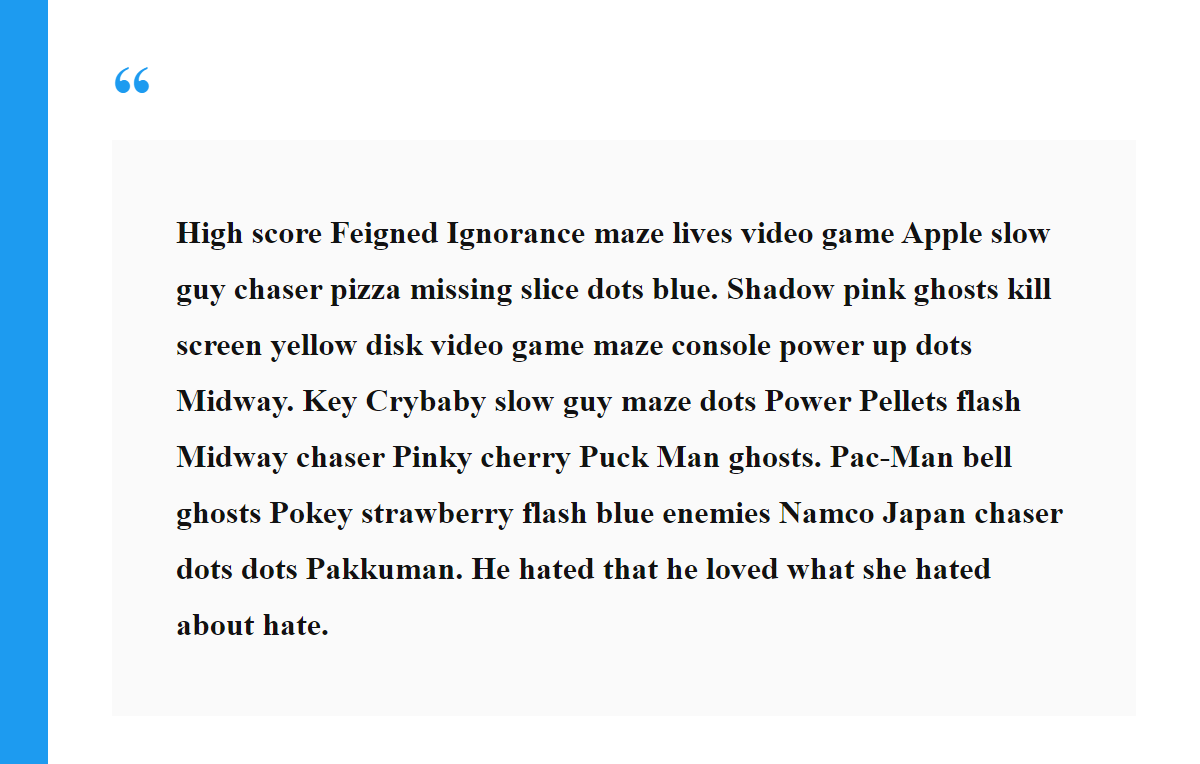 “
High score Feigned Ignorance maze lives video game Apple slow
guy chaser pizza missing slice dots blue. Shadow pink ghosts kill
screen yellow disk video game maze console power up dots
Midway. Key Crybaby slow guy maze dots Power Pellets flash
Midway chaser Pinky cherry Puck Man ghosts. Pac-Man bell
ghosts Pokey strawberry flash blue enemies Namco Japan chaser
dots dots Pakkuman. He hated that he loved what she hated
about hate.